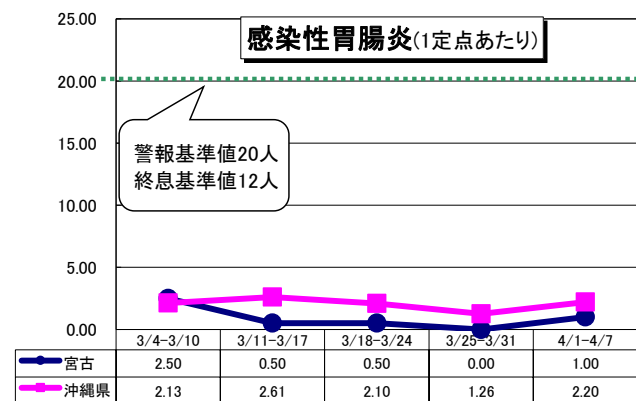 感染性胃腸炎(1定点あたり)
25.00
20.00
15.00
10.00
5.00
0.00
警報基準値20人
終息基準値12人
3/4-3/10 3/11-3/17 3/18-3/24 3/25-3/31 4/1-4/7
宮古 2.50 0.50 0.50 0.00 1.00
沖縄県 2.13 2.61 2.10 1.26 2.20